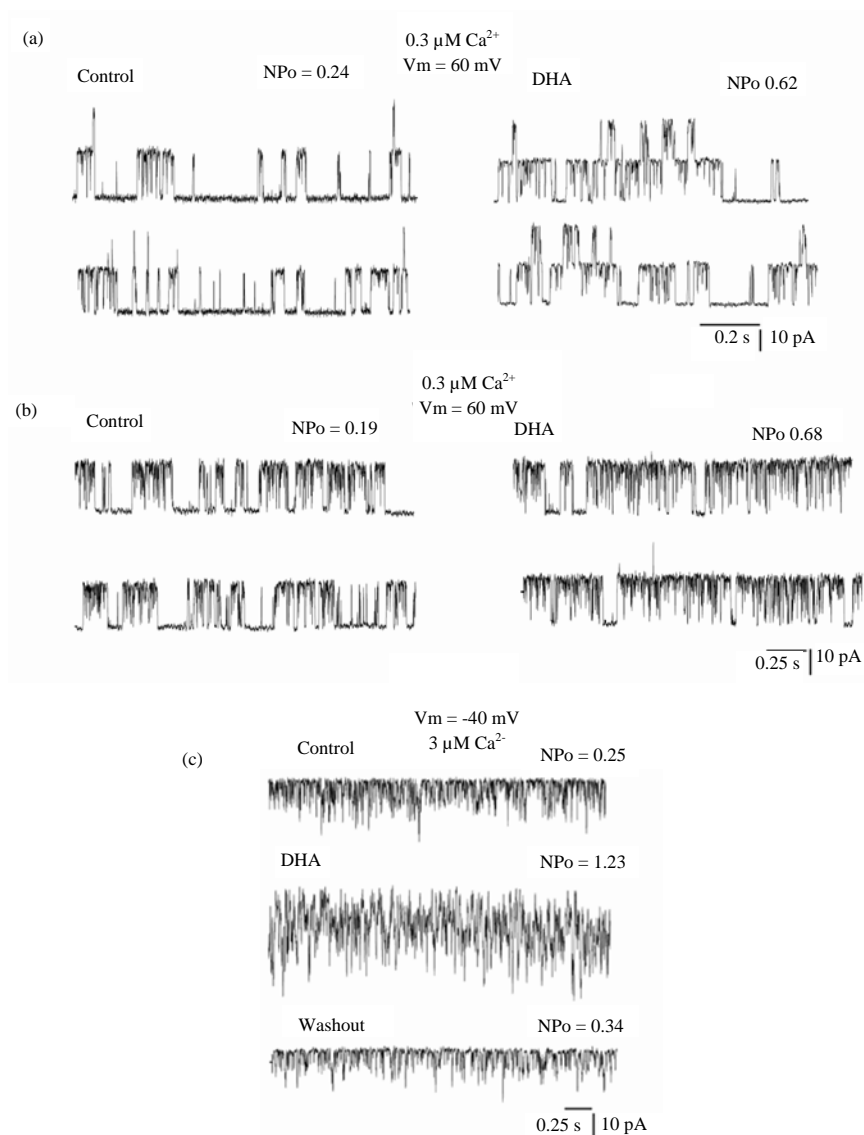 (a)
0.3 µM Ca²⁺
Vm = 60 mV
Control
NPo = 0.24
DHA
NPo 0.62
0.2 s
10 pA
(b)
0.3 µM Ca²⁺
Vm = 60 mV
Control
NPo = 0.19
DHA
NPo 0.68
0.25 s
10 pA
(c)
Vm = -40 mV
3 µM Ca²⁻
Control
NPo = 0.25
DHA
NPo = 1.23
Washout
NPo = 0.34
0.25 s
10 pA